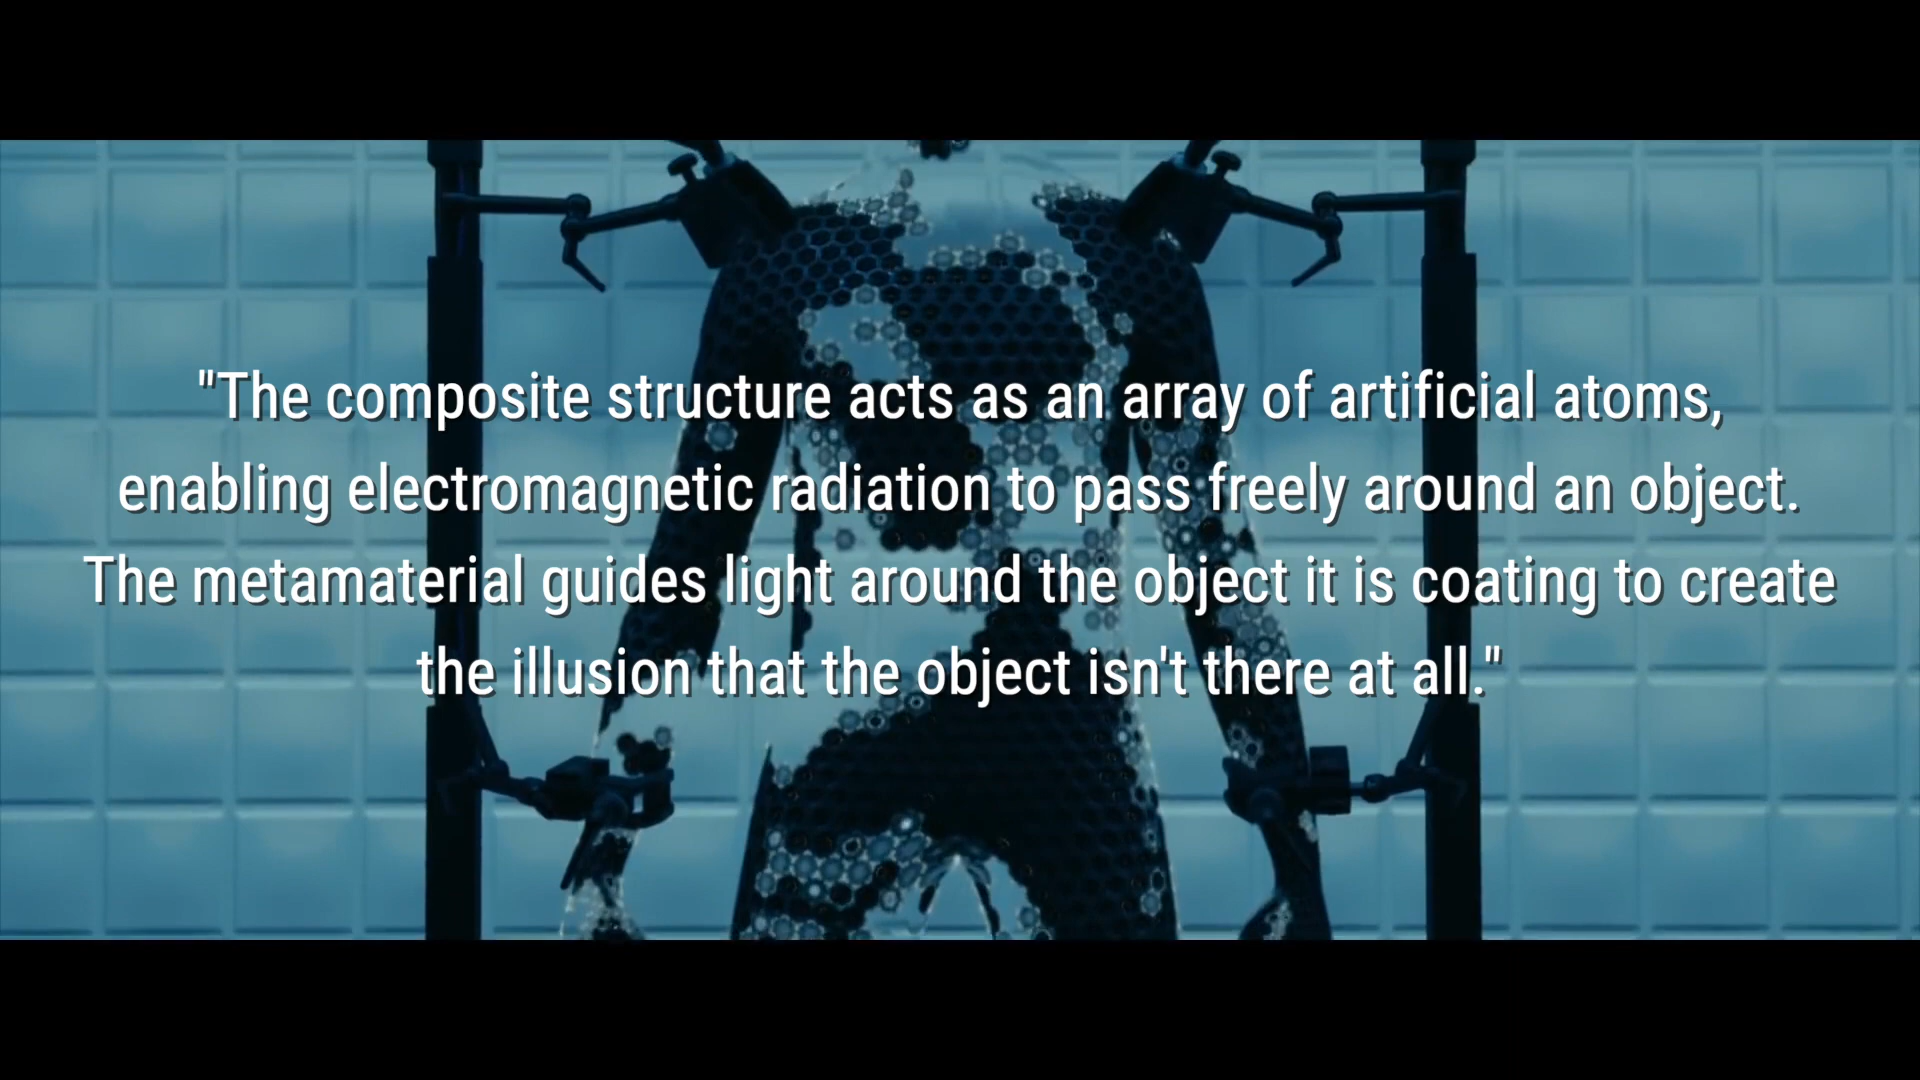 "The composite structure acts as an array of artificial atoms,
enabling electromagnetic radiation to pass freely around an object.
The metamaterial guides light around the object it is coating to create
the illusion that the object isn't there at all."